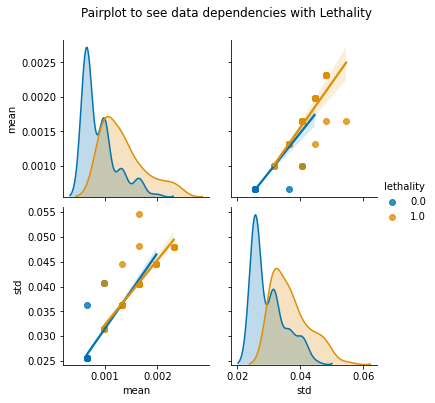 Pairplot to see data dependencies with Lethality
0.0025
0.0020
0.0015
0.0010
mean
lethality
0.0
1.0
0.055
0.050
0.045
0.040
0.035
0.030
0.025
std
0.001 0.002
mean
0.02 0.04 0.06
std